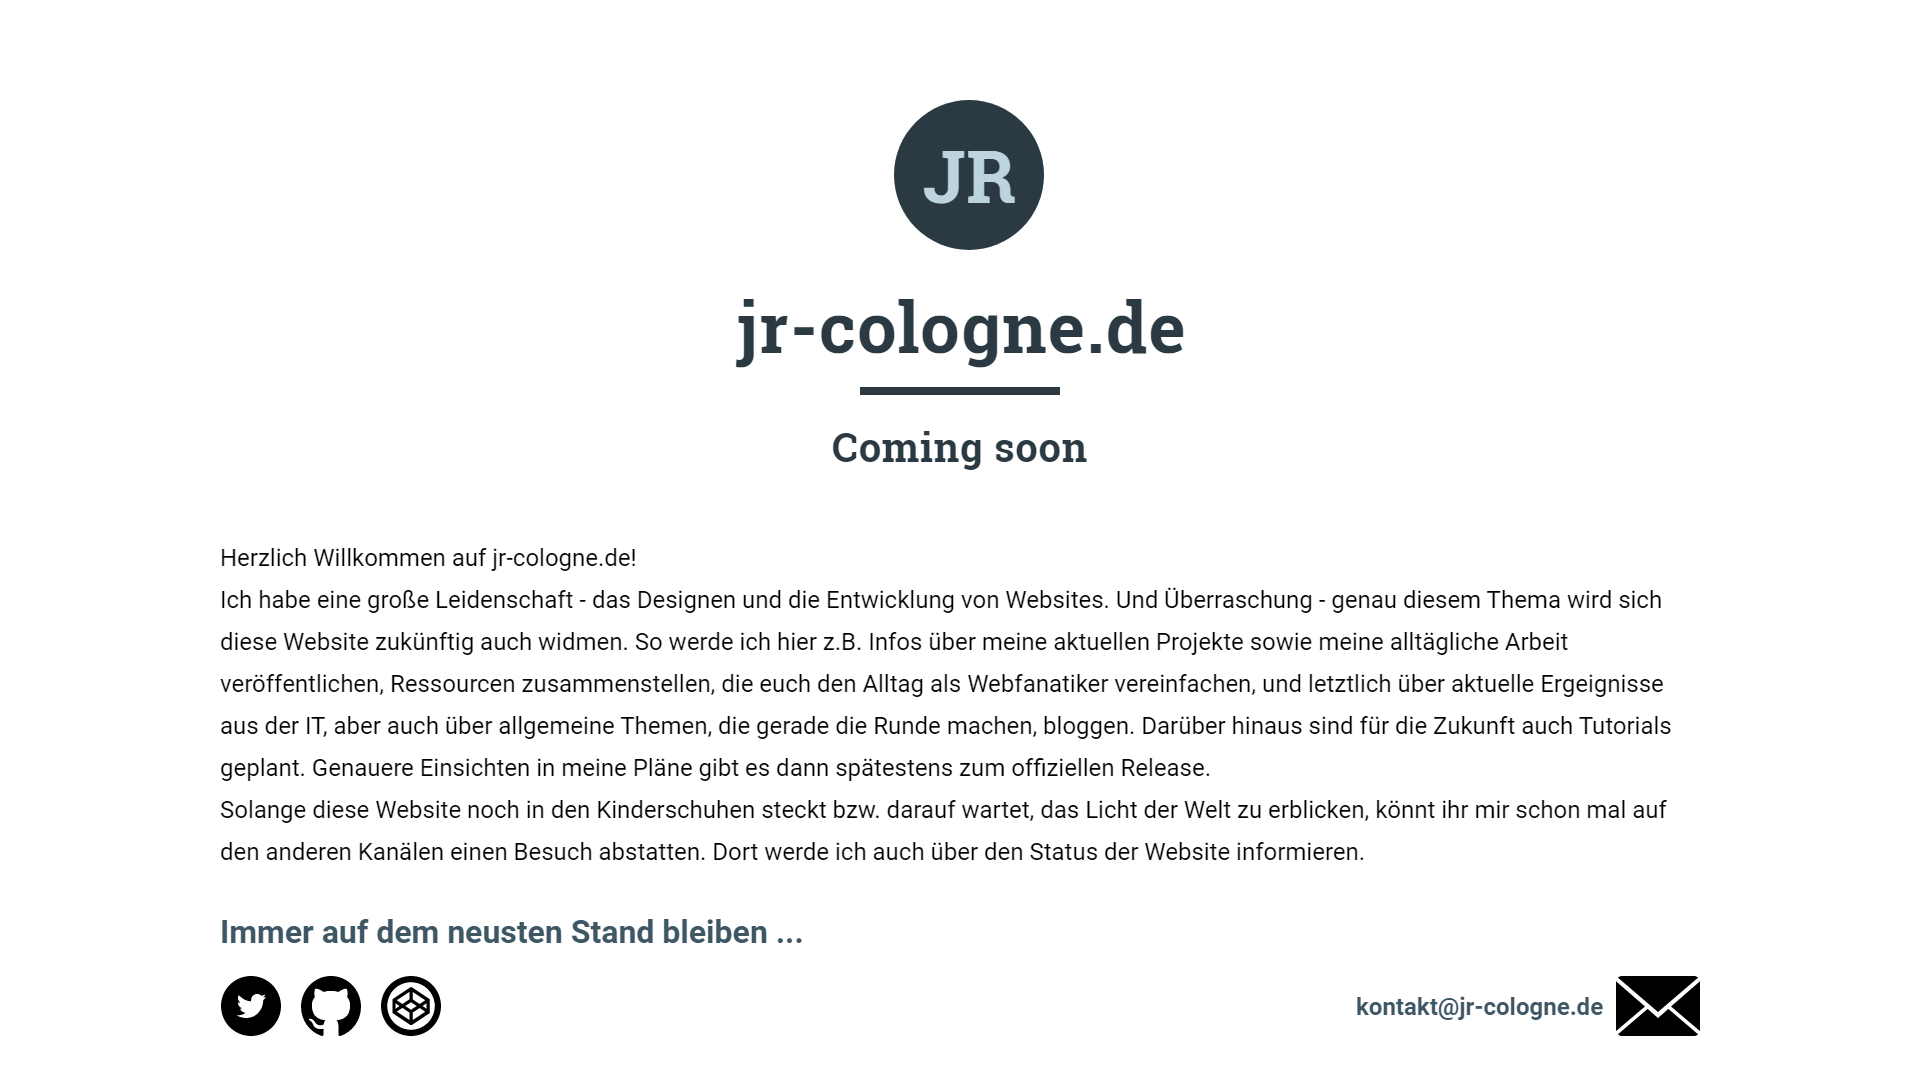 JR
jr-cologne.de
Coming soon
Herzlich Willkommen auf jr-cologne.de!
Ich habe eine große Leidenschaft - das Designen und die Entwicklung von Websites. Und Überraschung - genau diesem Thema wird sich
diese Website zukünftig auch widmen. So werde ich hier z.B. Infos über meine aktuellen Projekte sowie meine alltägliche Arbeit
veröffentlichen, Ressourcen zusammenstellen, die euch den Alltag als Webfanatiker vereinfachen, und letztlich über aktuelle Ergeignisse
aus der IT, aber auch über allgemeine Themen, die gerade die Runde machen, bloggen. Darüber hinaus sind für die Zukunft auch Tutorials
geplant. Genauere Einsichten in meine Pläne gibt es dann spätestens zum offiziellen Release.
Solange diese Website noch in den Kinderschuhen steckt bzw. darauf wartet, das Licht der Welt zu erblicken, könnt ihr mir schon mal auf
den anderen Kanälen einen Besuch abstatten. Dort werde ich auch über den Status der Website informieren.
Immer auf dem neusten Stand bleiben ...
kontakt@jr-cologne.de